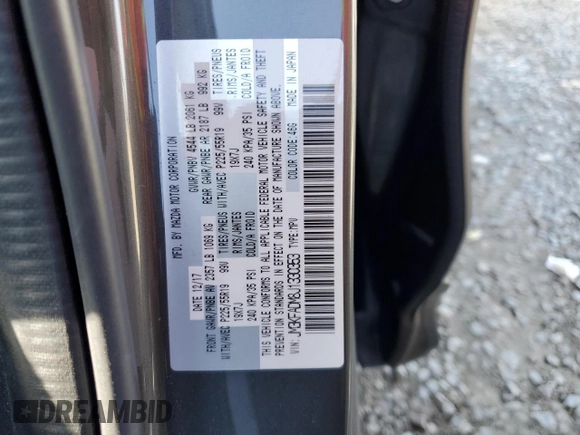 MFD. BY MAZDA MOTOR CORPORATION
DATE 12/17 GVWR/PNBV 4544 LB 2061 KG
FRONT GAWR/PNBE AV 2357 LB 1069 KG REAR GAWR/PNBE AR 2187 LB 992 KG
WITH/AVEC P225/55R19 99V TIRES/PNEUS WITH/AVEC P225/55R19 99V TIRES/PNEUS
19X7J RIMS/JANTES 19X7J RIMS/JANTES
240 KPA/35 PSI COLD/A FROID 240 KPA/35 PSI COLD/A FROID
THIS VEHICLE CONFORMS TO ALL APPLICABLE FEDERAL MOTOR VEHICLE SAFETY AND THEFT
PREVENTION STANDARDS IN EFFECT ON THE DATE OF MANUFACTURE SHOWN ABOVE.
VIN: JM3KFADM8J1390353 TYPE:MPV COLOR CODE:46G MADE IN JAPAN
DREAMBID